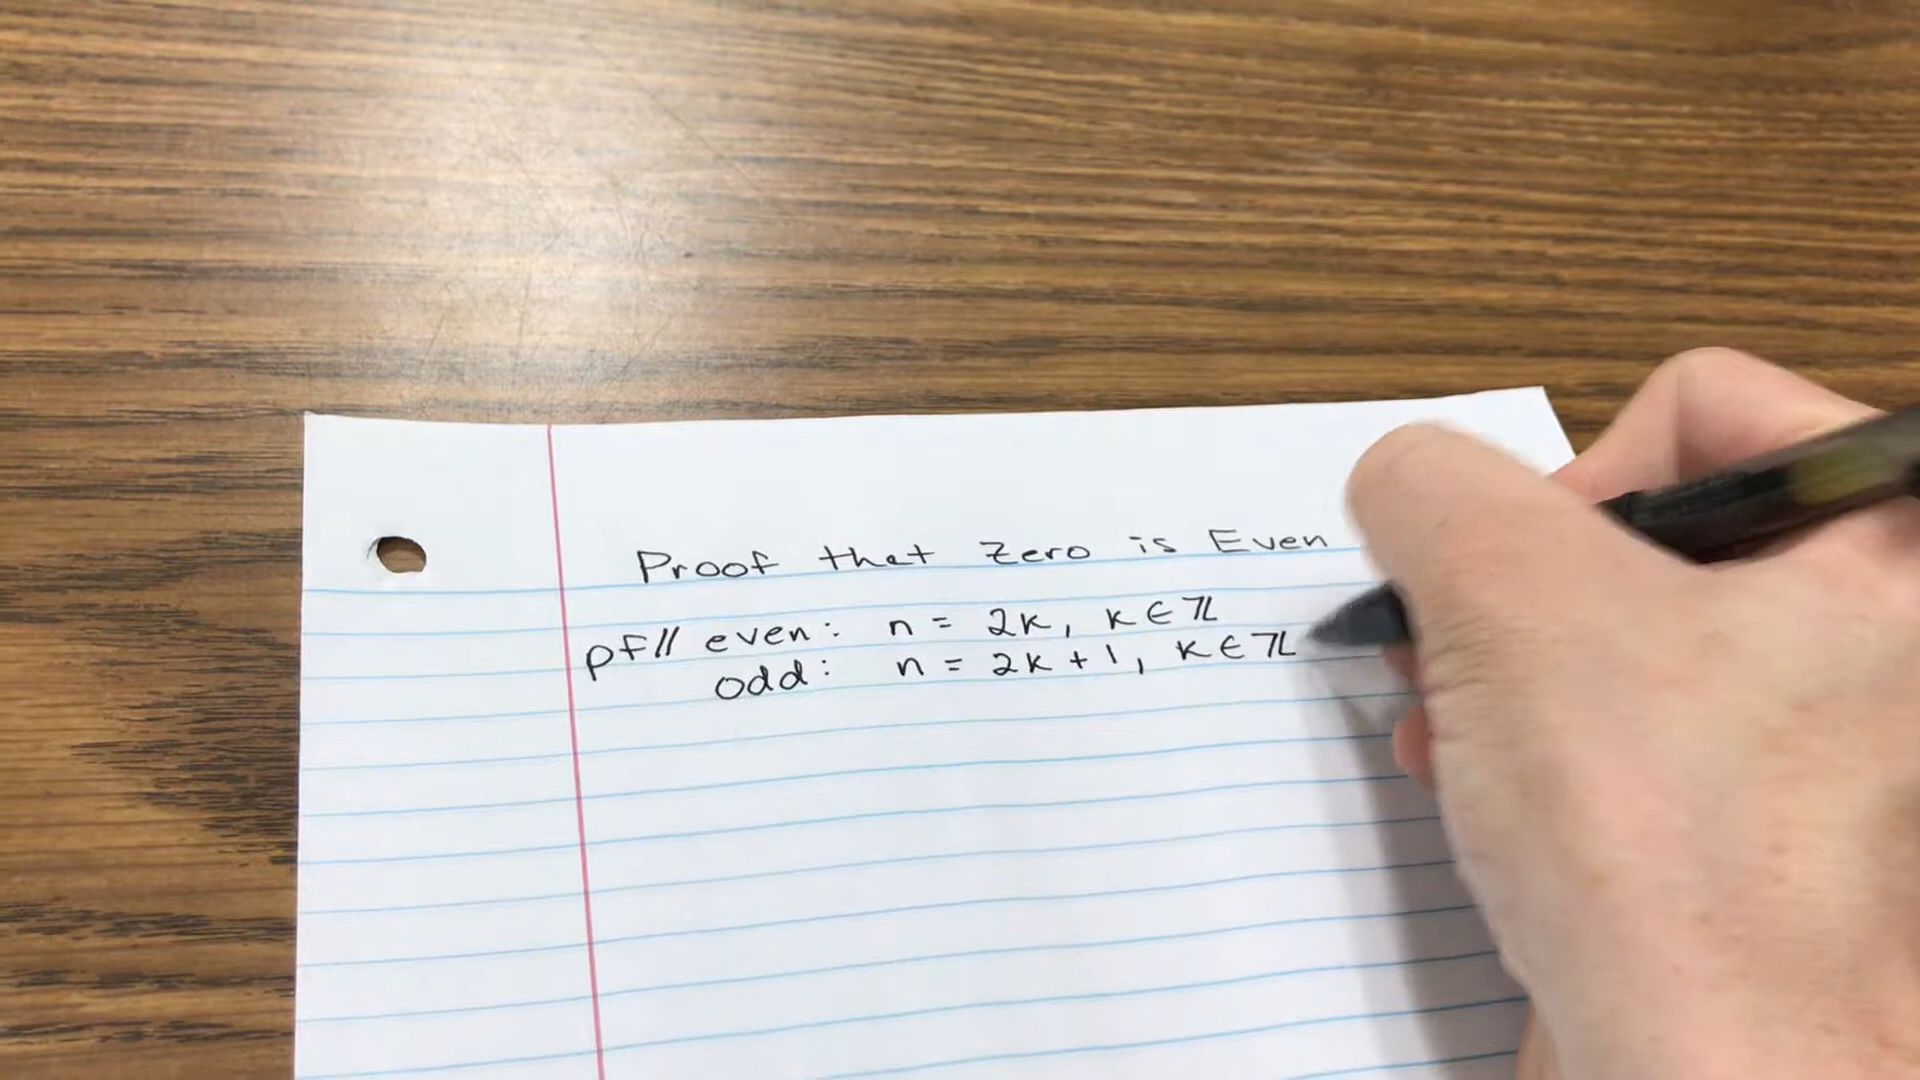 Proof that Zero is Even
pf// even: n = 2k, k ∈ ℤ
odd: n = 2k + 1, k ∈ ℤ